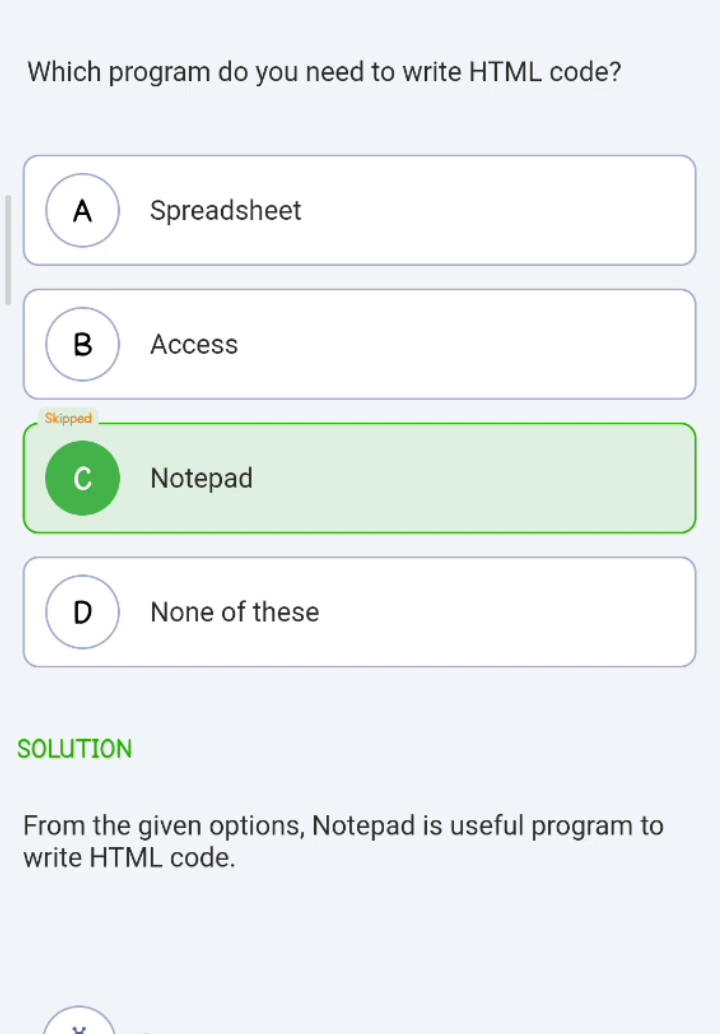 Which program do you need to write HTML code?
A Spreadsheet
B Access
Skipped
C Notepad
D None of these
SOLUTION
From the given options, Notepad is useful program to
write HTML code.